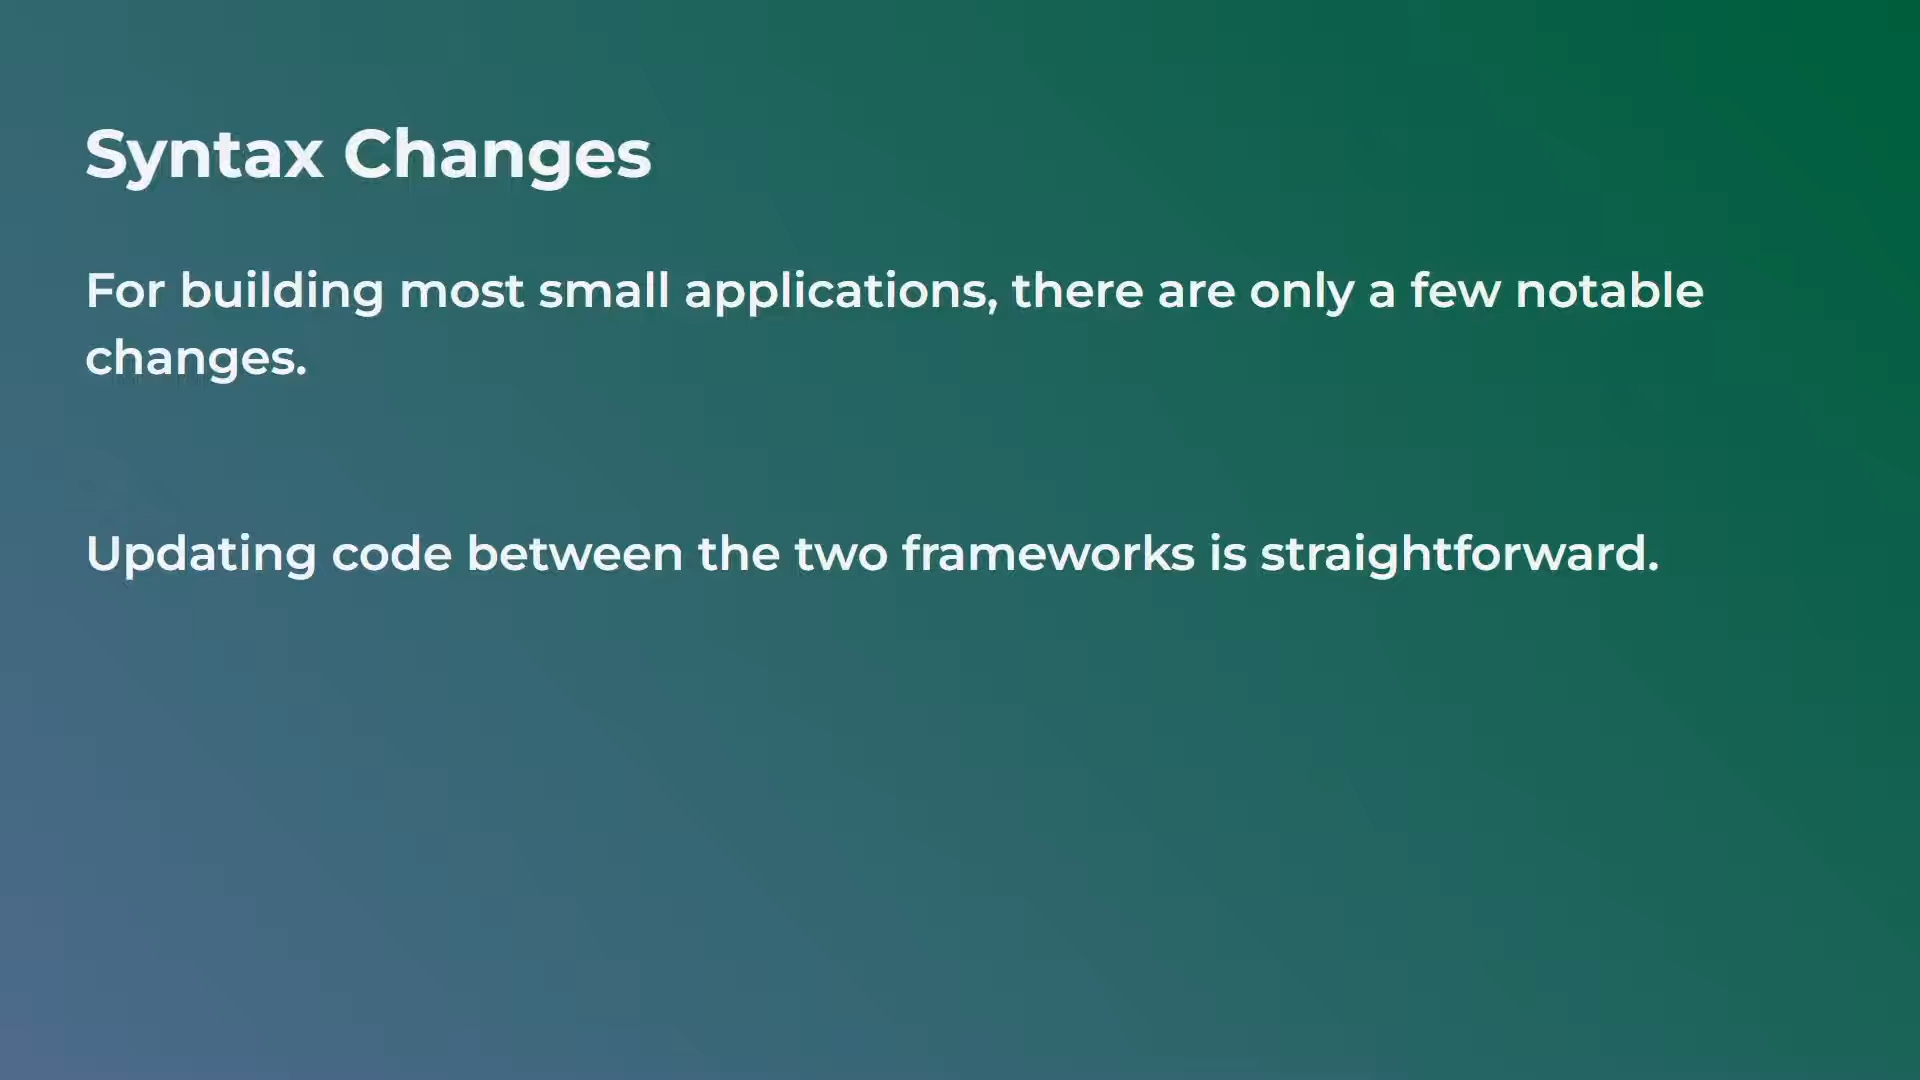 Syntax Changes
For building most small applications, there are only a few notable
changes.
Updating code between the two frameworks is straightforward.